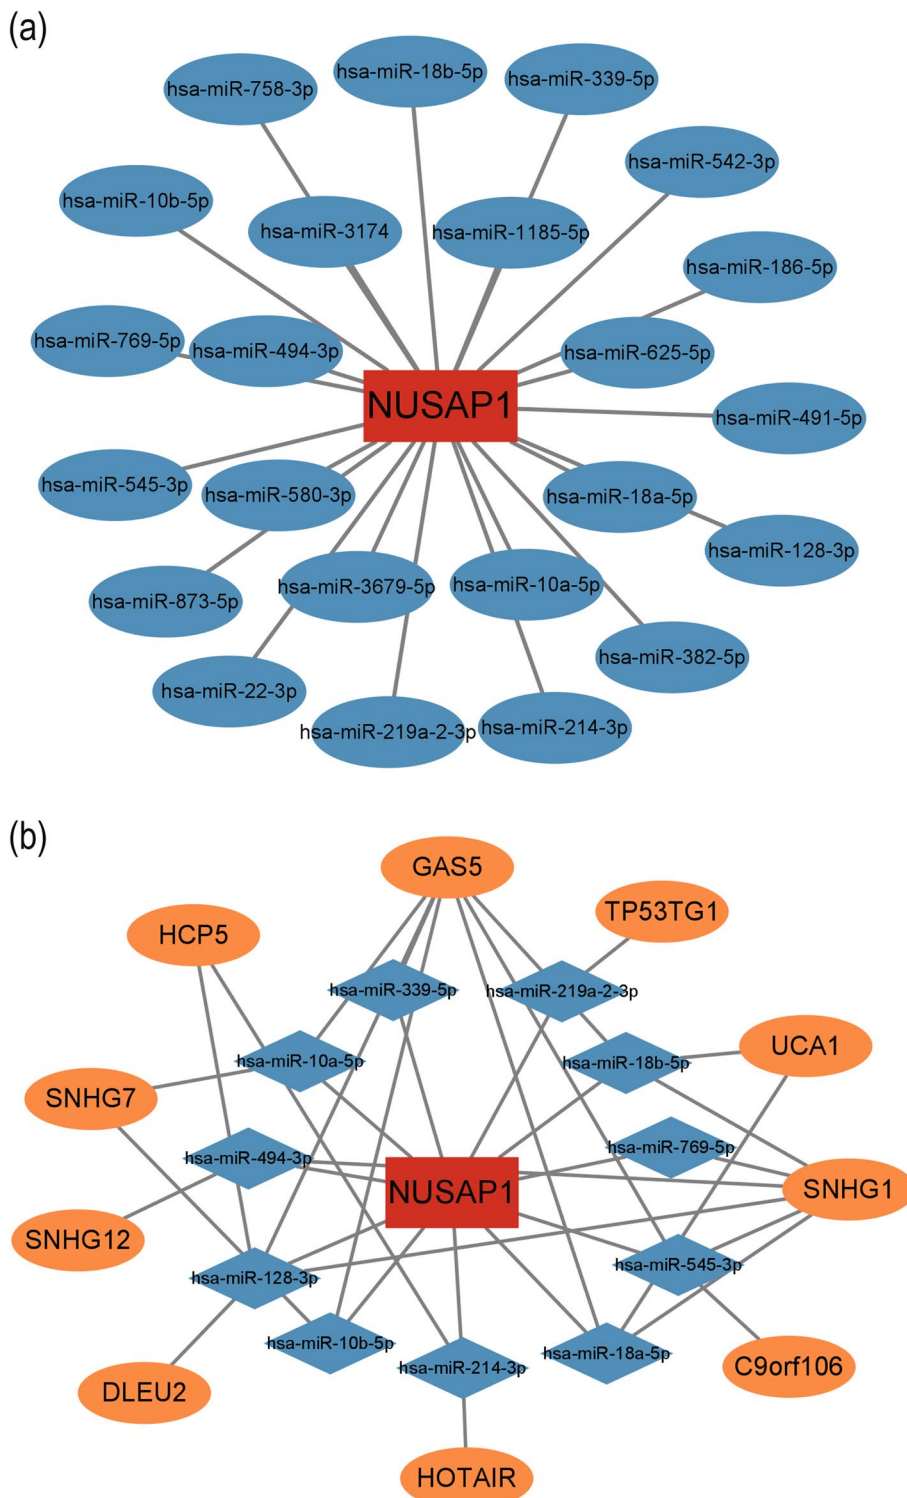 (a)
hsa-miR-18b-5p
hsa-miR-339-5p
hsa-miR-758-3p
hsa-miR-542-3p
hsa-miR-10b-5p
hsa-miR-3174
hsa-miR-1185-5p
hsa-miR-186-5p
hsa-miR-769-5p
hsa-miR-494-3p
hsa-miR-625-5p
NUSAP1
hsa-miR-491-5p
hsa-miR-545-3p
hsa-miR-580-3p
hsa-miR-18a-5p
hsa-miR-128-3p
hsa-miR-873-5p
hsa-miR-3679-5p
hsa-miR-10a-5p
hsa-miR-382-5p
hsa-miR-22-3p
hsa-miR-219a-2-3p
hsa-miR-214-3p
(b)
GAS5
TP53TG1
HCP5
hsa-miR-339-5p
hsa-miR-219a-2-3p
UCA1
hsa-miR-10a-5p
hsa-miR-18b-5p
SNHG7
hsa-miR-769-5p
hsa-miR-494-3p
NUSAP1
SNHG1
SNHG12
hsa-miR-128-3p
hsa-miR-545-3p
hsa-miR-10b-5p
hsa-miR-214-3p
hsa-miR-18a-5p
C9orf106
DLEU2
HOTAIR